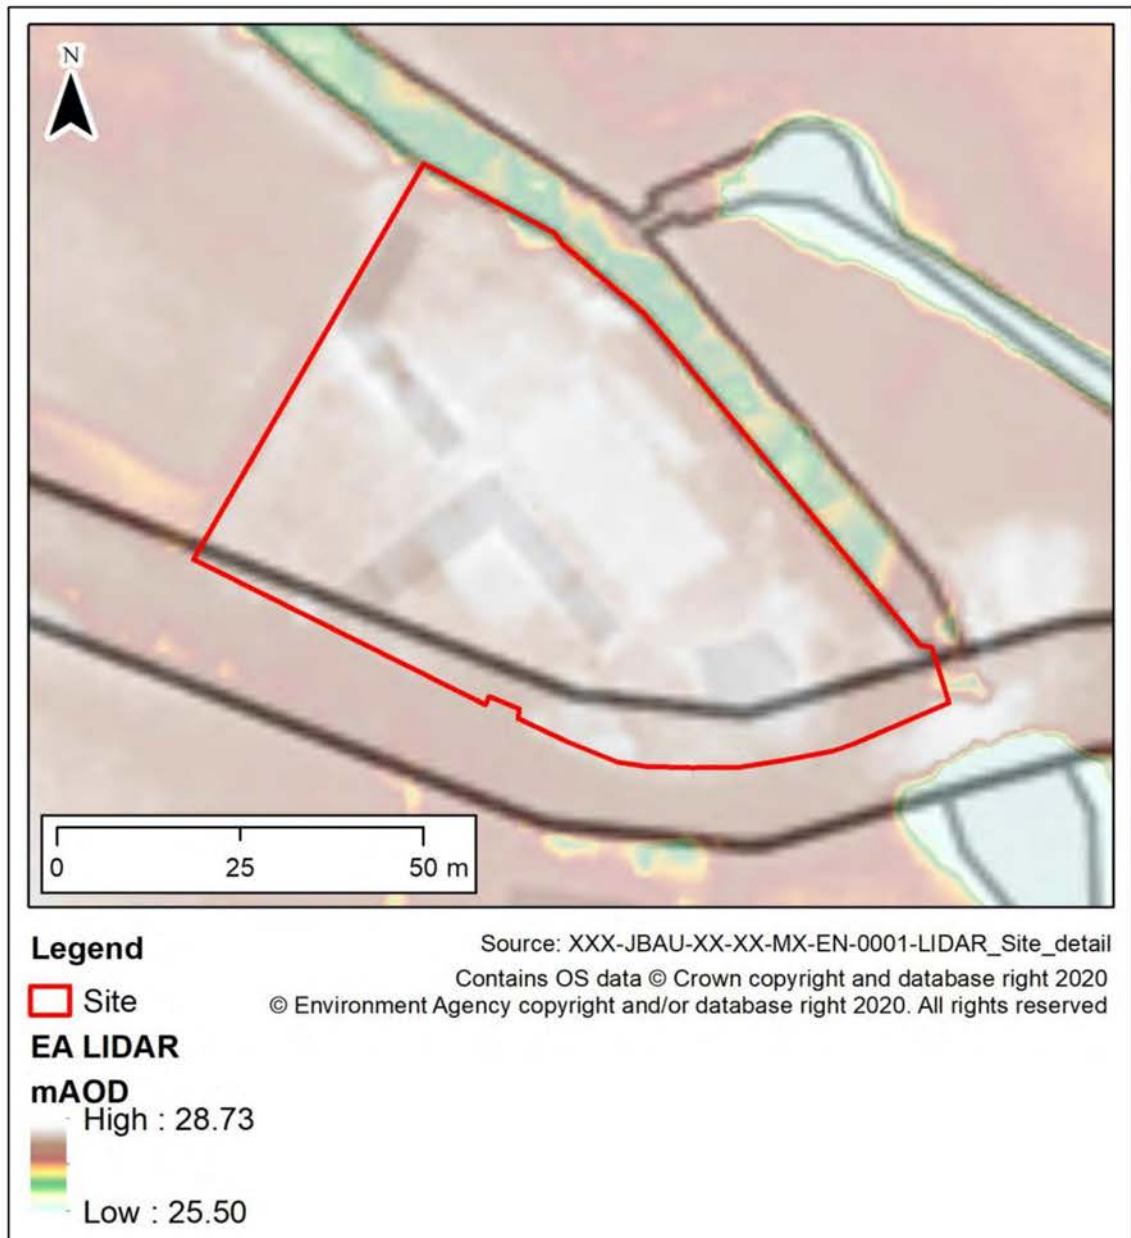 N
0 25 50 m
Legend
Source: XXX-JBAU-XX-XX-MX-EN-0001-LIDAR_Site_detail
Contains OS data © Crown copyright and database right 2020
Site
© Environment Agency copyright and/or database right 2020. All rights reserved
EA LIDAR
mAOD
High : 28.73
Low : 25.50